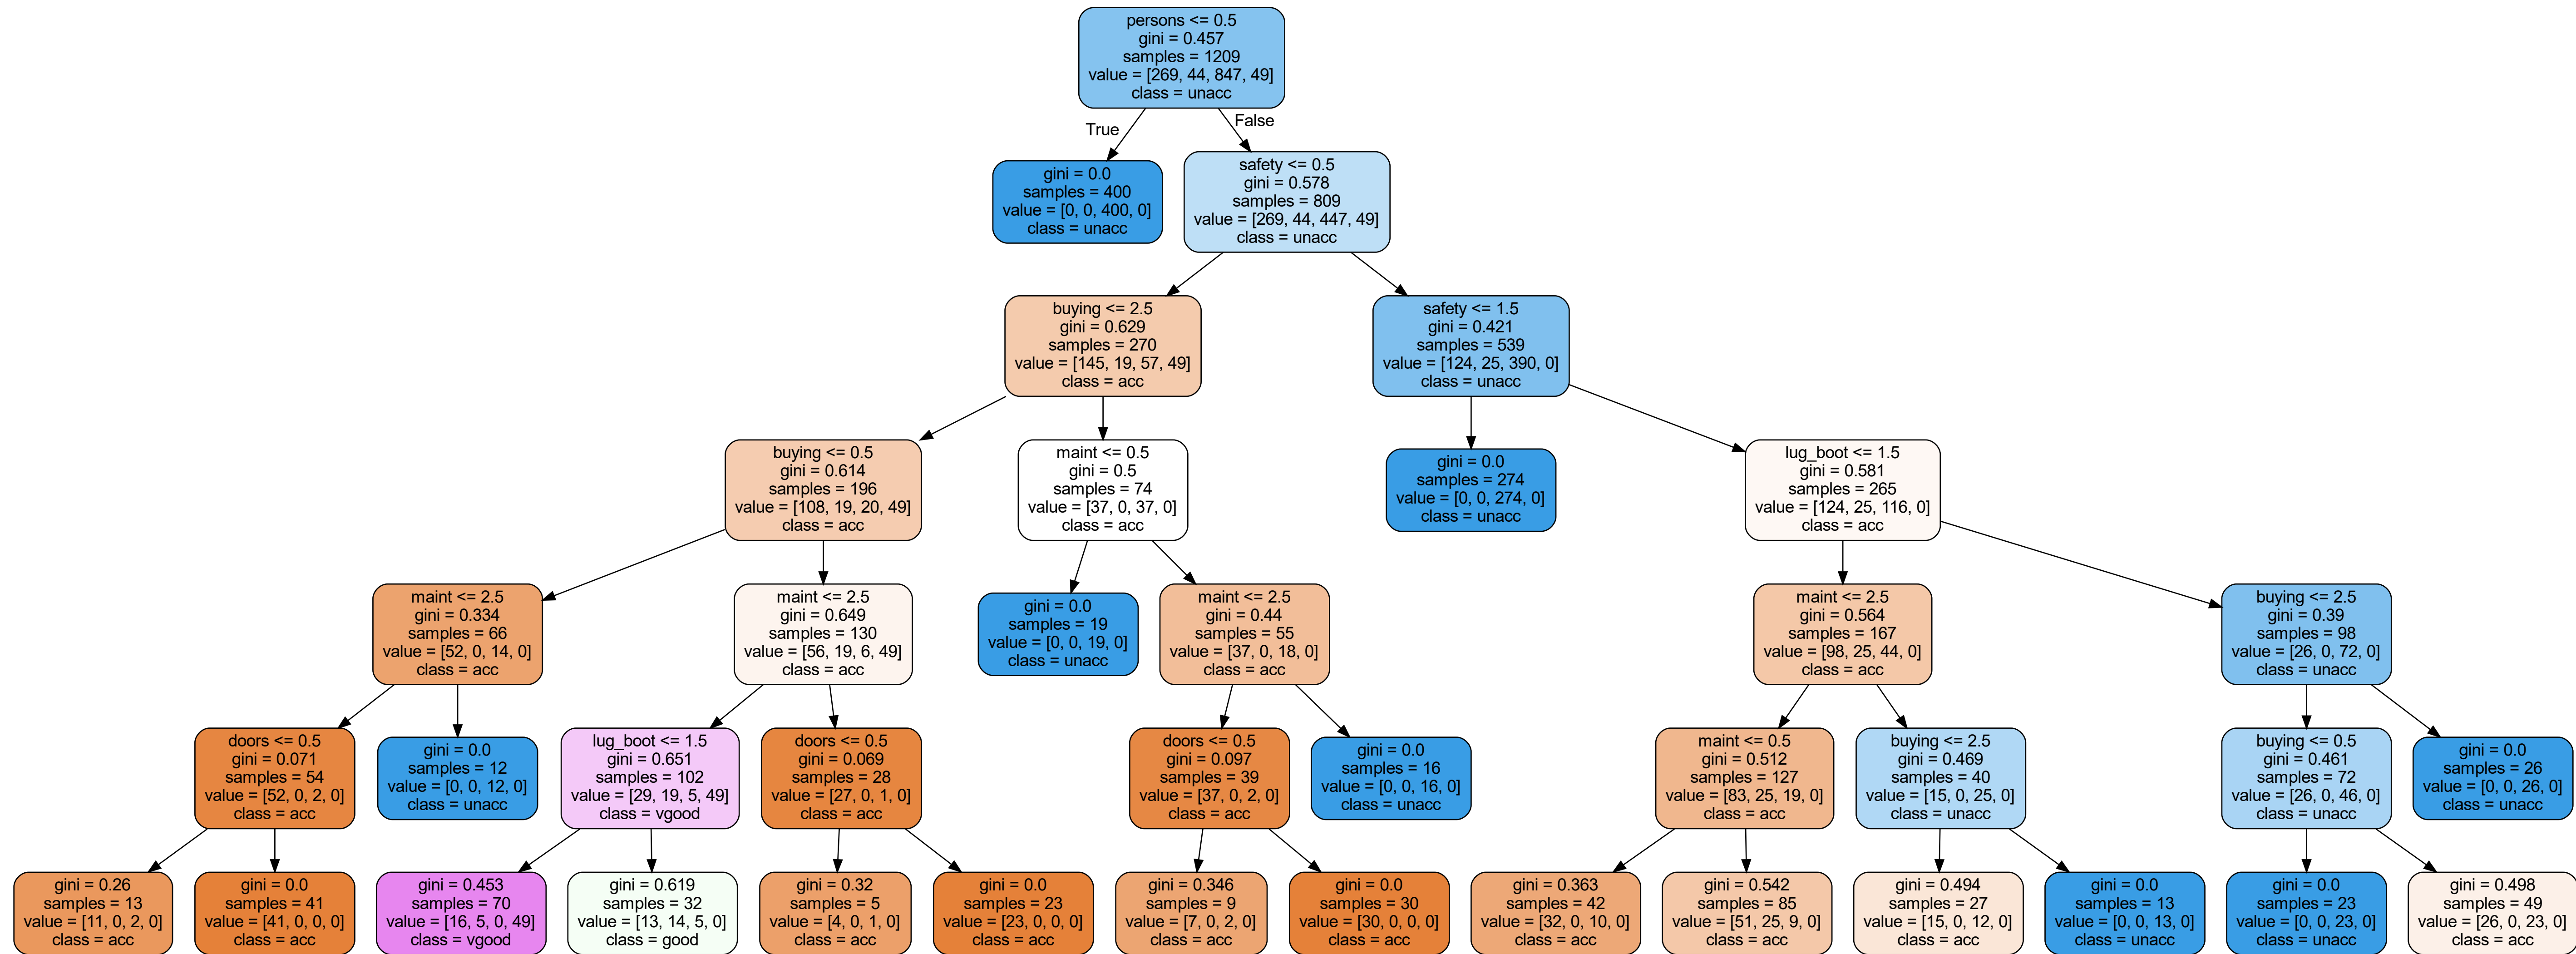 persons <= 0.5
gini = 0.457
samples = 1209
value = [269, 44, 847, 49]
class = unacc
True
False
gini = 0.0
samples = 400
value = [0, 0, 400, 0]
class = unacc
safety <= 0.5
gini = 0.578
samples = 809
value = [269, 44, 447, 49]
class = unacc
buying <= 2.5
gini = 0.629
samples = 270
value = [145, 19, 57, 49]
class = acc
safety <= 1.5
gini = 0.421
samples = 539
value = [124, 25, 390, 0]
class = unacc
buying <= 0.5
gini = 0.614
samples = 196
value = [108, 19, 20, 49]
class = acc
maint <= 0.5
gini = 0.5
samples = 74
value = [37, 0, 37, 0]
class = acc
gini = 0.0
samples = 274
value = [0, 0, 274, 0]
class = unacc
lug_boot <= 1.5
gini = 0.581
samples = 265
value = [124, 25, 116, 0]
class = acc
maint <= 2.5
gini = 0.334
samples = 66
value = [52, 0, 14, 0]
class = acc
maint <= 2.5
gini = 0.649
samples = 130
value = [56, 19, 6, 49]
class = acc
gini = 0.0
samples = 19
value = [0, 0, 19, 0]
class = unacc
maint <= 2.5
gini = 0.44
samples = 55
value = [37, 0, 18, 0]
class = acc
maint <= 2.5
gini = 0.564
samples = 167
value = [98, 25, 44, 0]
class = acc
buying <= 2.5
gini = 0.39
samples = 98
value = [26, 0, 72, 0]
class = unacc
doors <= 0.5
gini = 0.071
samples = 54
value = [52, 0, 2, 0]
class = acc
gini = 0.0
samples = 12
value = [0, 0, 12, 0]
class = unacc
lug_boot <= 1.5
gini = 0.651
samples = 102
value = [29, 19, 5, 49]
class = vgood
doors <= 0.5
gini = 0.069
samples = 28
value = [27, 0, 1, 0]
class = acc
doors <= 0.5
gini = 0.097
samples = 39
value = [37, 0, 2, 0]
class = acc
gini = 0.0
samples = 16
value = [0, 0, 16, 0]
class = unacc
maint <= 0.5
gini = 0.512
samples = 127
value = [83, 25, 19, 0]
class = acc
buying <= 2.5
gini = 0.469
samples = 40
value = [15, 0, 25, 0]
class = unacc
buying <= 0.5
gini = 0.461
samples = 72
value = [26, 0, 46, 0]
class = unacc
gini = 0.0
samples = 26
value = [0, 0, 26, 0]
class = unacc
gini = 0.26
samples = 13
value = [11, 0, 2, 0]
class = acc
gini = 0.0
samples = 41
value = [41, 0, 0, 0]
class = acc
gini = 0.453
samples = 70
value = [16, 5, 0, 49]
class = vgood
gini = 0.619
samples = 32
value = [13, 14, 5, 0]
class = good
gini = 0.32
samples = 5
value = [4, 0, 1, 0]
class = acc
gini = 0.0
samples = 23
value = [23, 0, 0, 0]
class = acc
gini = 0.346
samples = 9
value = [7, 0, 2, 0]
class = acc
gini = 0.0
samples = 30
value = [30, 0, 0, 0]
class = acc
gini = 0.363
samples = 42
value = [32, 0, 10, 0]
class = acc
gini = 0.542
samples = 85
value = [51, 25, 9, 0]
class = acc
gini = 0.494
samples = 27
value = [15, 0, 12, 0]
class = acc
gini = 0.0
samples = 13
value = [0, 0, 13, 0]
class = unacc
gini = 0.0
samples = 23
value = [0, 0, 23, 0]
class = unacc
gini = 0.498
samples = 49
value = [26, 0, 23, 0]
class = acc